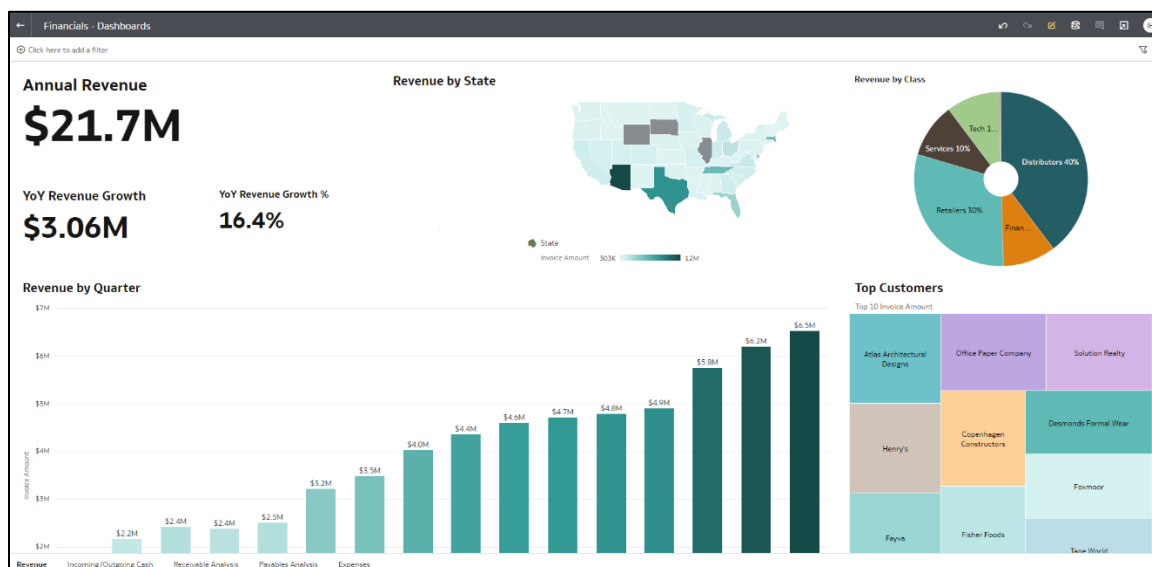 Financials - Dashboards
Click here to add a filter
Annual Revenue
$21.7M
YoY Revenue Growth
$3.06M
YoY Revenue Growth %
16.4%
Revenue by State
State
Invoice Amount 303K 12M
Revenue by Class
Tech 1...
Services 10%
Distributors 40%
Retailers 30%
Finan...
Revenue by Quarter
$7M
$6M
$5M
$4M
$3M
$2M
Invoice Amount
$2.2M
$2.4M
$2.4M
$2.5M
$3.2M
$3.5M
$4.0M
$4.4M
$4.6M
$4.7M
$4.8M
$4.9M
$5.8M
$6.2M
$6.5M
Top Customers
Top 10 Invoice Amount
Atlas Architectural
Designs
Office Paper Company
Solution Realty
Henry's
Copenhagen
Constructors
Desmonds Formal Wear
Foxmoor
Fayva
Fisher Foods
Tape World
Revenue Incoming/Outgoing Cash Receivable Analysis Payables Analysis Expenses